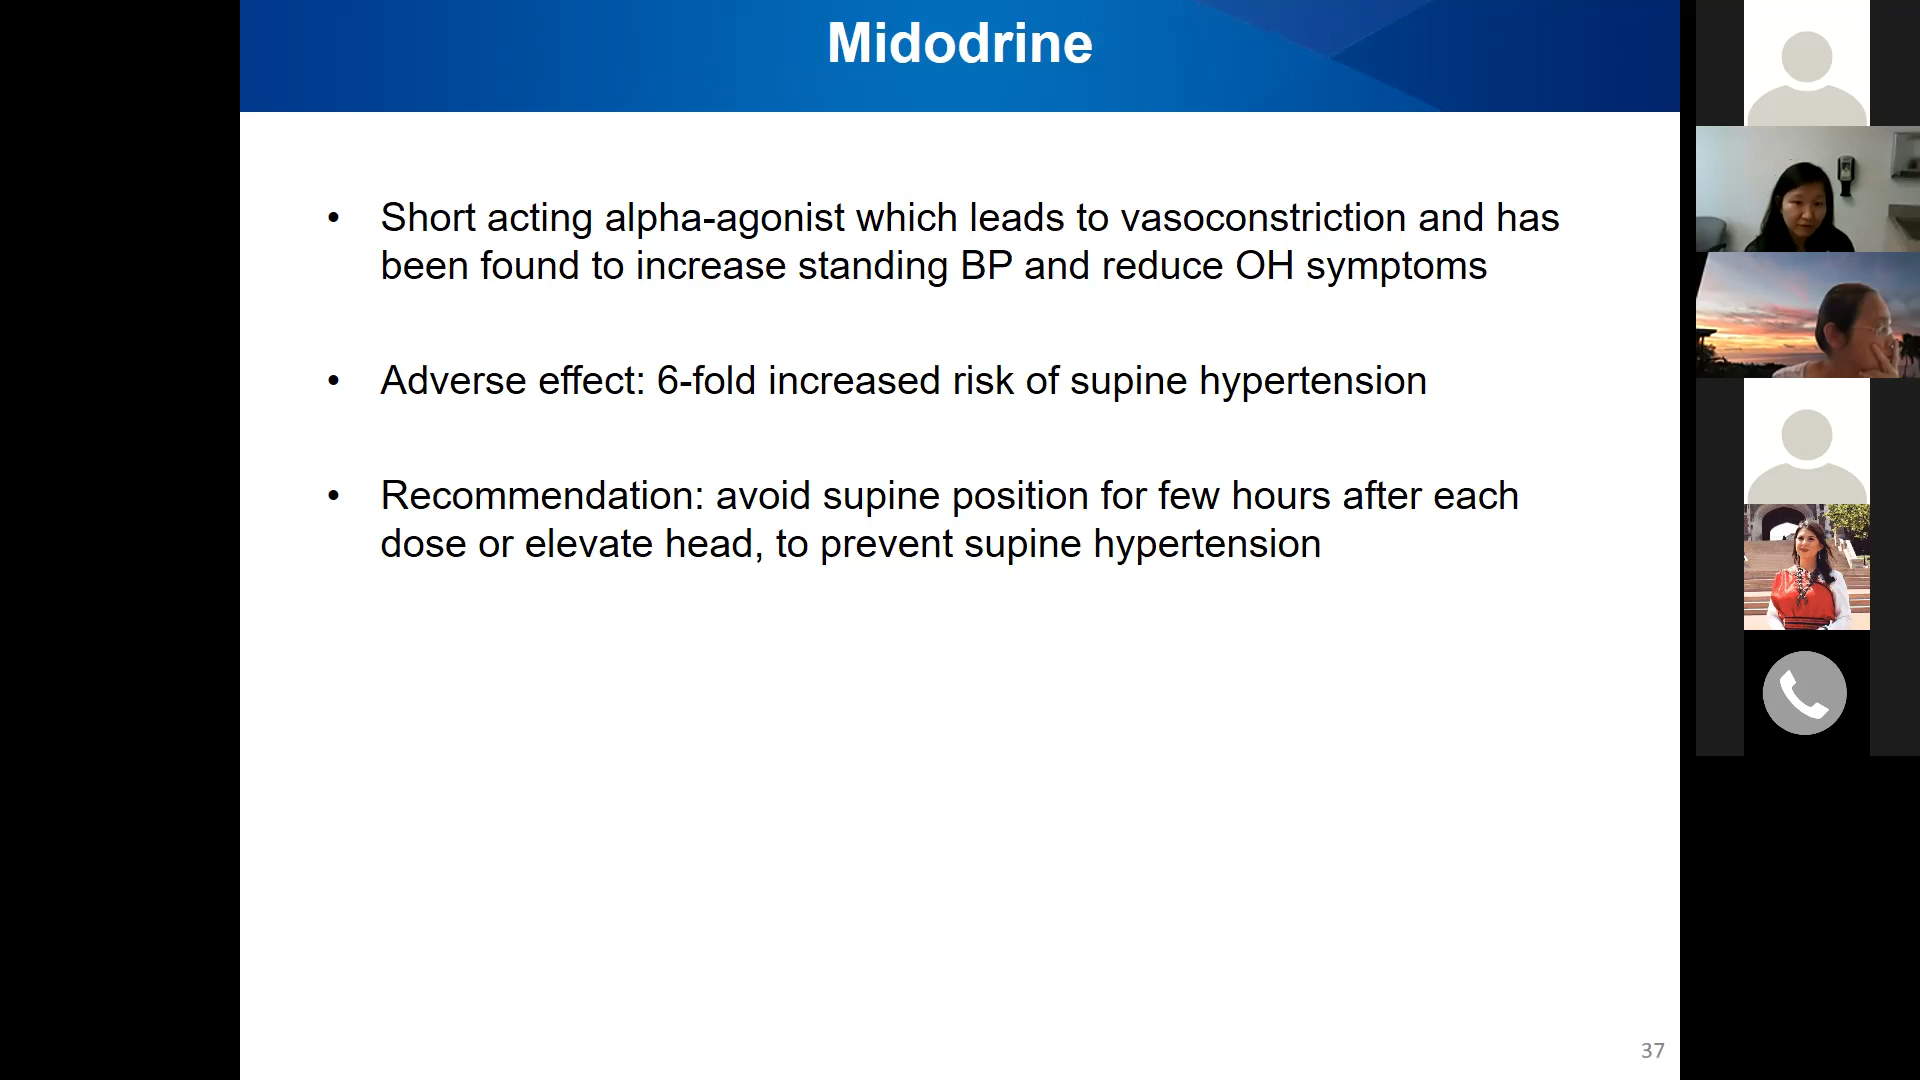 Midodrine
• Short acting alpha-agonist which leads to vasoconstriction and has
been found to increase standing BP and reduce OH symptoms
• Adverse effect: 6-fold increased risk of supine hypertension
• Recommendation: avoid supine position for few hours after each
dose or elevate head, to prevent supine hypertension
37